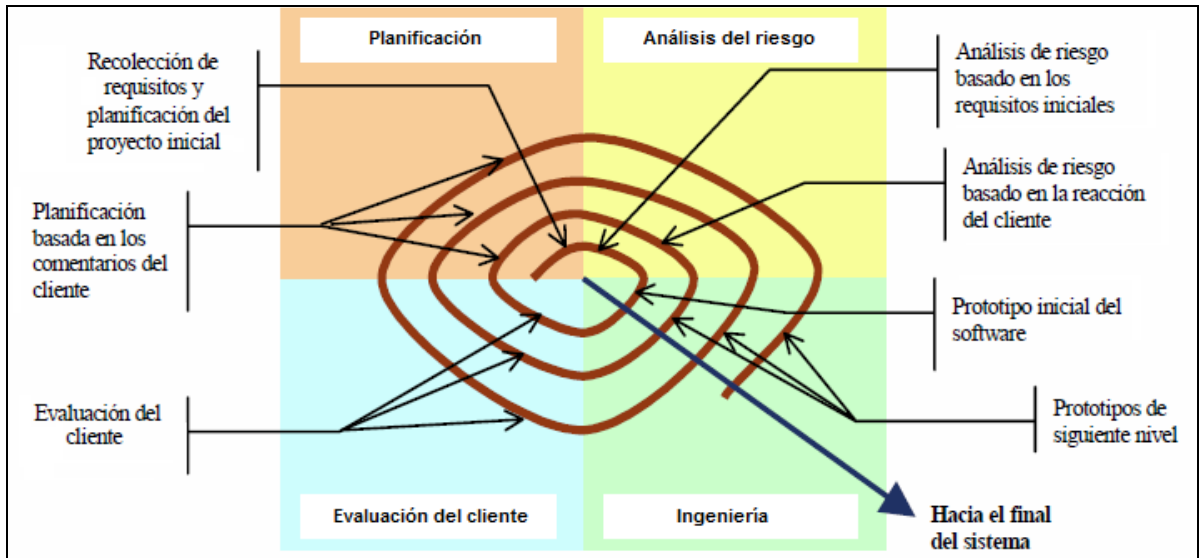 Planificación
Análisis del riesgo
Recolección de
requisitos y
planificación del
proyecto inicial
Análisis de riesgo
basado en los
requisitos iniciales
Análisis de riesgo
basado en la reacción
del cliente
Planificación
basada en los
comentarios del
cliente
Prototipo inicial del
software
Evaluación del
cliente
Prototipos de
siguiente nivel
Evaluación del cliente
Ingeniería
Hacia el final
del sistema